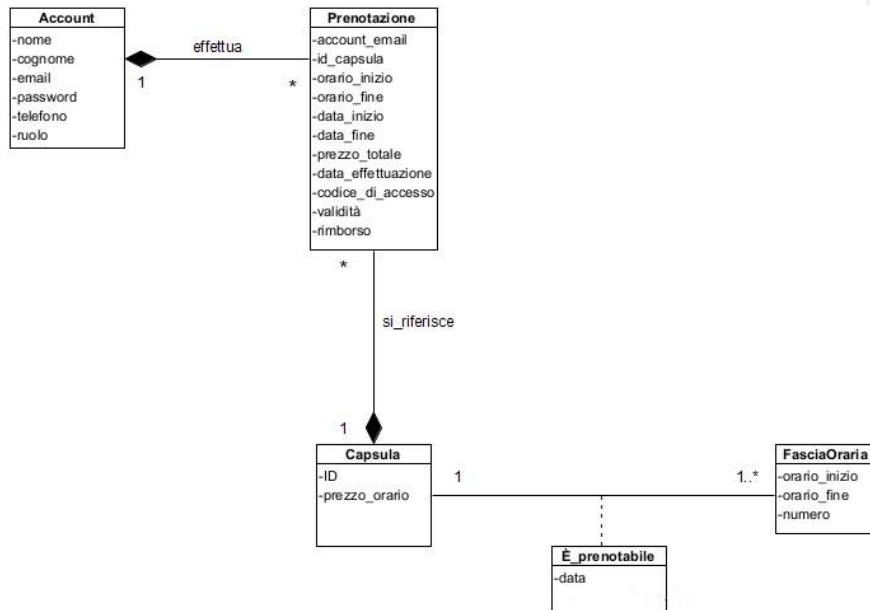 Account
-nome
-cognome
-email
-password
-telefono
-ruolo
effettua
1
*
Prenotazione
-account_email
-id_capsula
-orario_inizio
-orario_fine
-data_inizio
-data_fine
-prezzo_totale
-data_effettuazione
-codice_di_accesso
-validità
-rimborso
*
si_riferisce
1
Capsula
-ID
-prezzo_orario
1
1..*
FasciaOraria
-orario_inizio
-orario_fine
-numero
È_prenotabile
-data